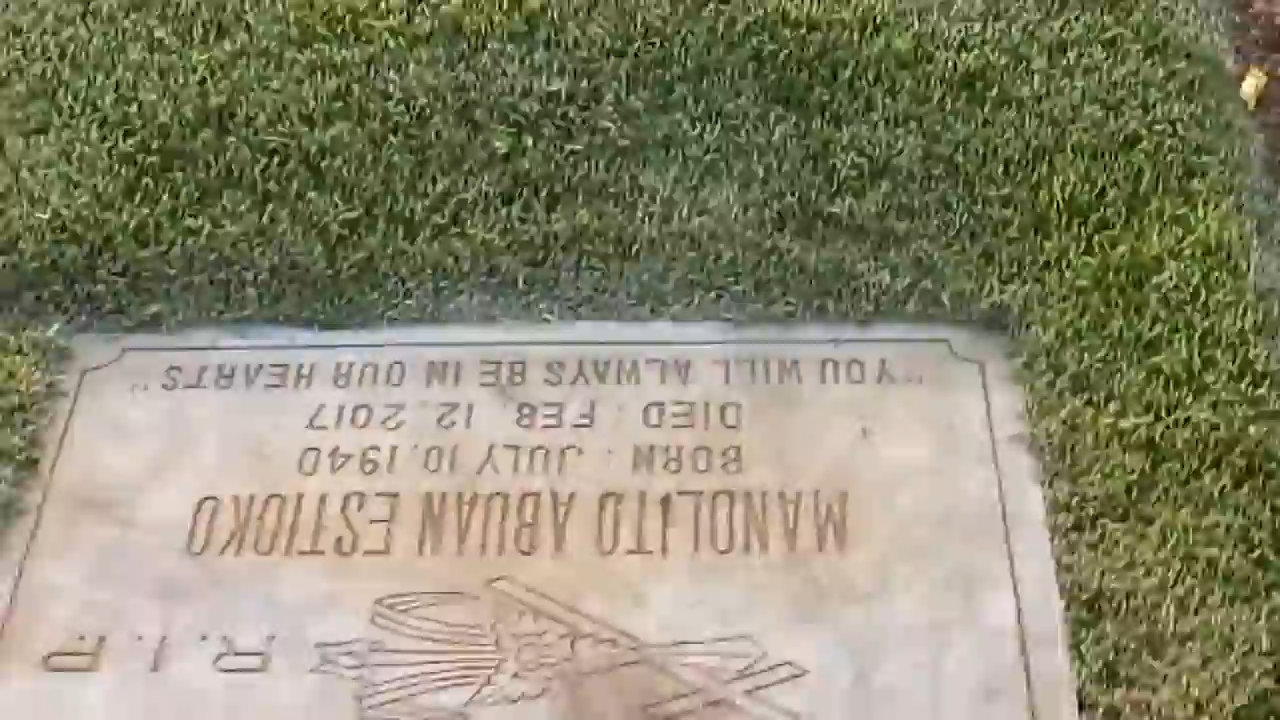 R.I.P
MANOLITO ABUAN ESTIOKO
BORN : JULY 10, 1940
DIED : FEB. 12, 2017
"YOU WILL ALWAYS BE IN OUR HEARTS"